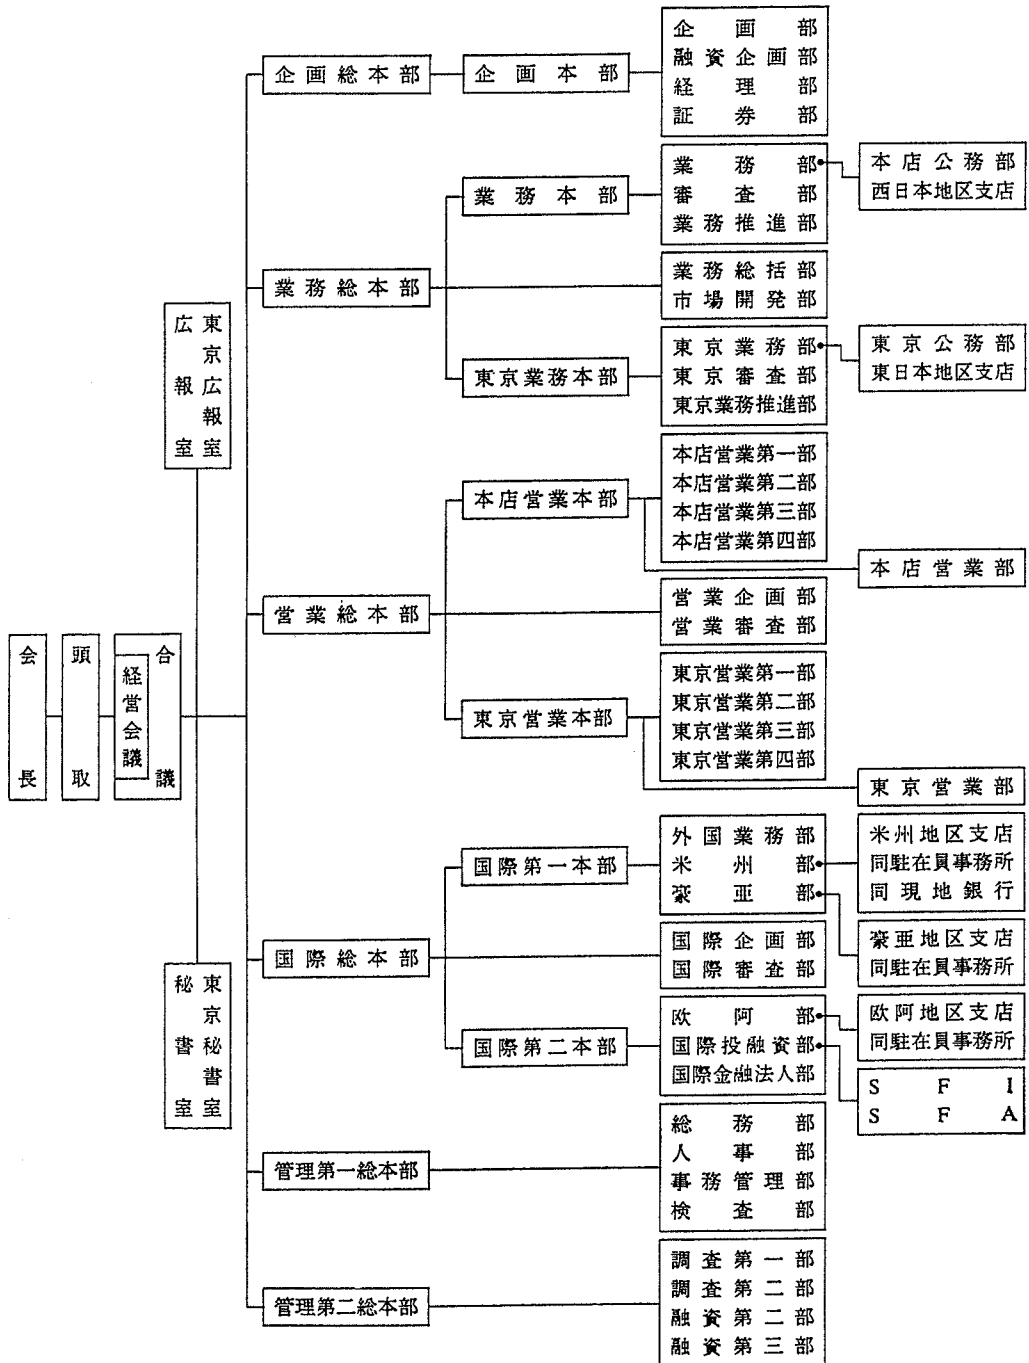 会長
頭取
合議
経営会議
東京広報室
広報室
東京秘書室
秘書室
企画総本部
企画本部
企画部
融資企画部
経理部
証券部
業務総本部
業務本部
業務部
審査部
業務推進部
本店公務部
西日本地区支店
業務総括部
市場開発部
東京業務本部
東京業務部
東京審査部
東京業務推進部
東京公務部
東日本地区支店
営業総本部
本店営業本部
本店営業第一部
本店営業第二部
本店営業第三部
本店営業第四部
本店営業部
営業企画部
営業審査部
東京営業本部
東京営業第一部
東京営業第二部
東京営業第三部
東京営業第四部
東京営業部
国際総本部
国際第一本部
外国業務部
米州部
豪亜部
米州地区支店
同駐在員事務所
同現地銀行
豪亜地区支店
同駐在員事務所
国際企画部
国際審査部
国際第二本部
欧阿部
国際投融資部
国際金融法人部
欧阿地区支店
同駐在員事務所
SFI
SFA
管理第一総本部
総務部
人事部
事務管理部
検査部
管理第二総本部
調査第一部
調査第二部
融資第二部
融資第三部